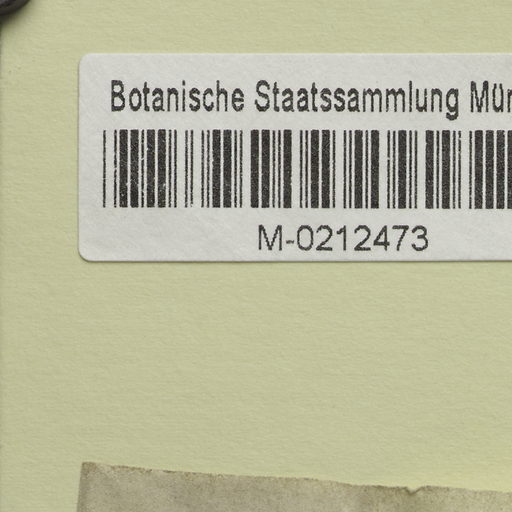 Botanische Staatssammlung Mün
M-0212473